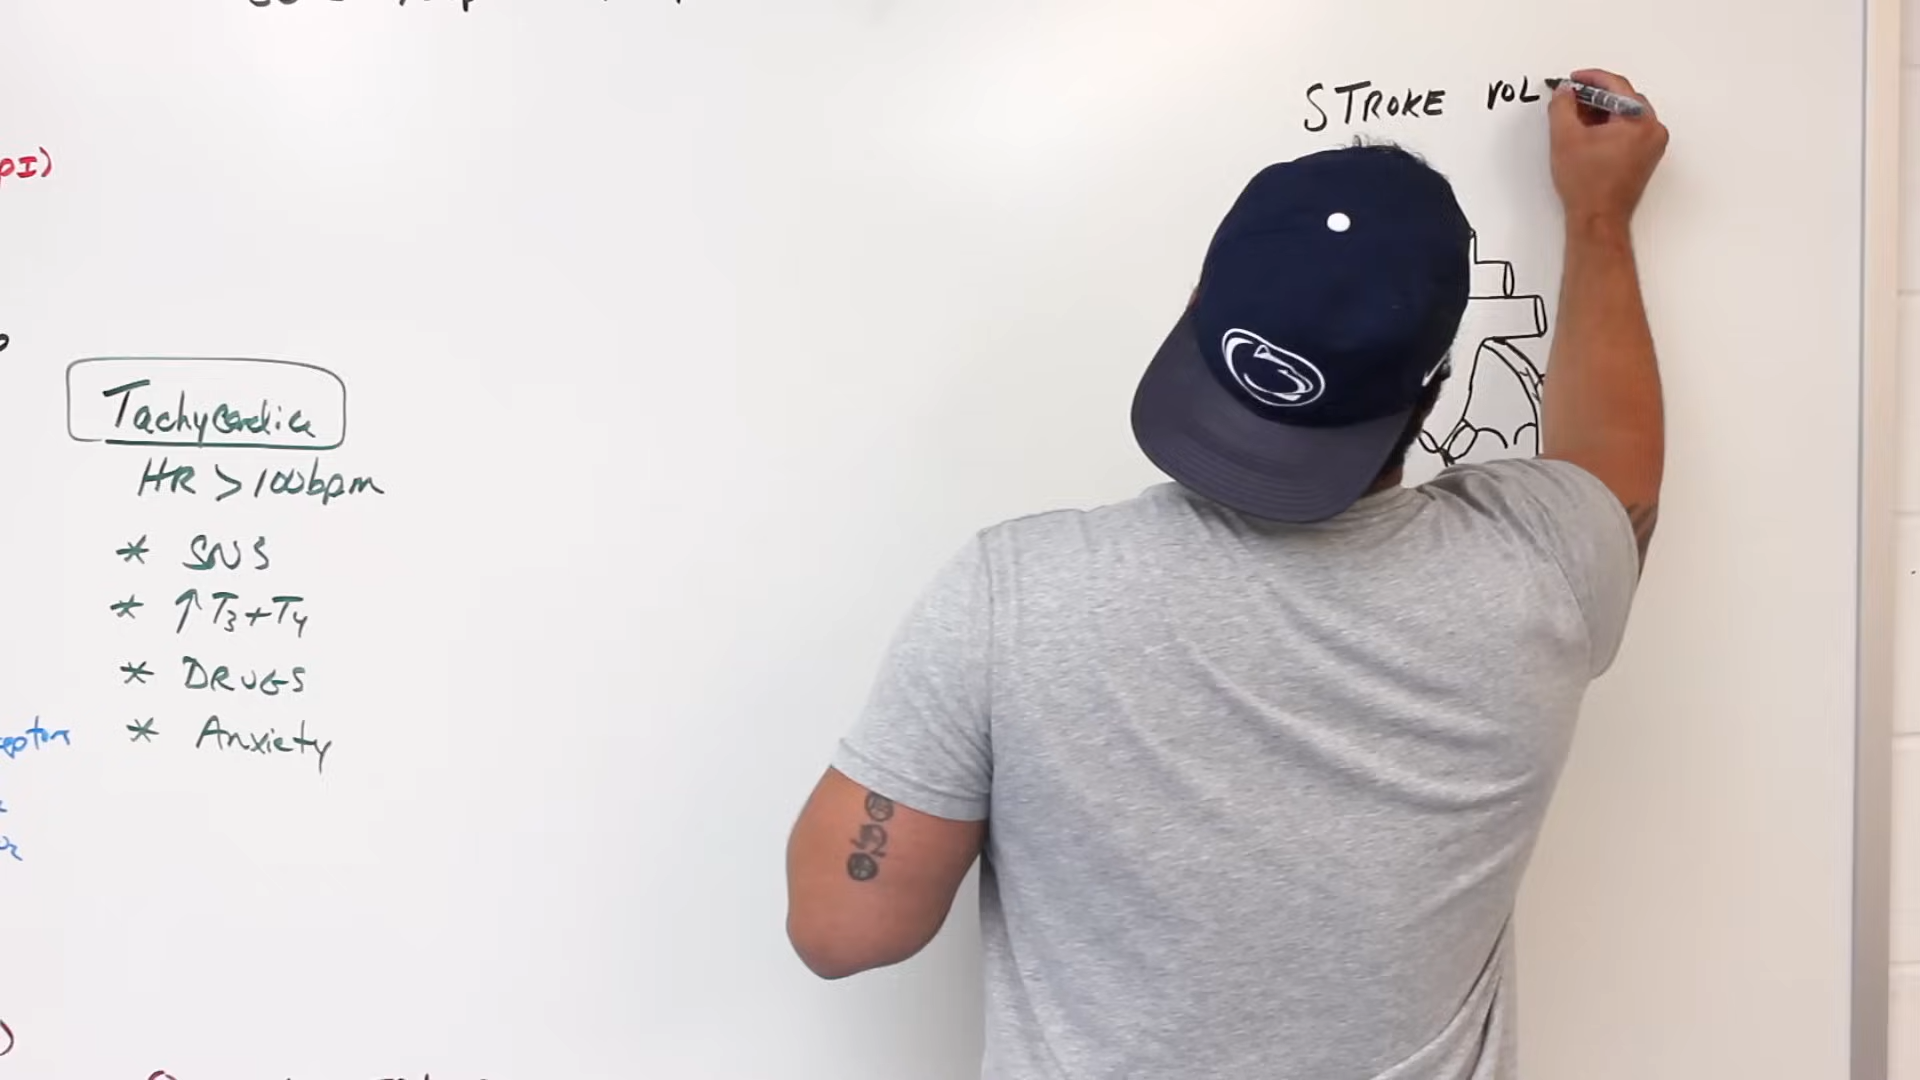 STROKE VOL
PI)
Tachycardia
HR > 100bpm
* SNS
* ↑ T3 + T4
* DRUGS
* Anxiety